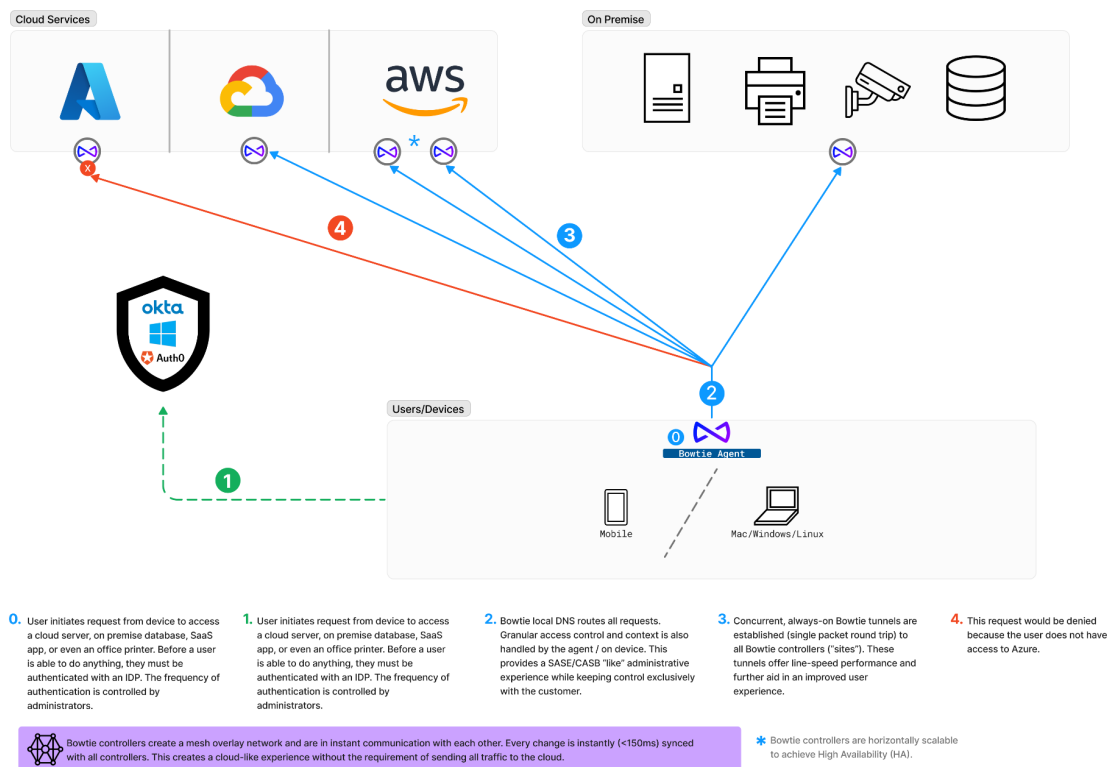 Cloud Services
On Premise
aws
*
x
4
3
okta
Auth0
2
Users/Devices
0
Bowtie Agent
1
Mobile
Mac/Windows/Linux
0. User initiates request from device to access
a cloud server, on premise database, SaaS
app, or even an office printer. Before a user
is able to do anything, they must be
authenticated with an IDP. The frequency of
authentication is controlled by
administrators.
1. User initiates request from device to access
a cloud server, on premise database, SaaS
app, or even an office printer. Before a user
is able to do anything, they must be
authenticated with an IDP. The frequency of
authentication is controlled by
administrators.
2. Bowtie local DNS routes all requests.
Granular access control and context is also
handled by the agent / on device. This
provides a SASE/CASB "like" administrative
experience while keeping control exclusively
with the customer.
3. Concurrent, always-on Bowtie tunnels are
established (single packet round trip) to
all Bowtie controllers ("sites"). These
tunnels offer line-speed performance and
further aid in an improved user
experience.
4. This request would be denied
because the user does not have
access to Azure.
Bowtie controllers create a mesh overlay network and are in instant communication with each other. Every change is instantly (<150ms) synced
with all controllers. This creates a cloud-like experience without the requirement of sending all traffic to the cloud.
* Bowtie controllers are horizontally scalable
to achieve High Availability (HA).